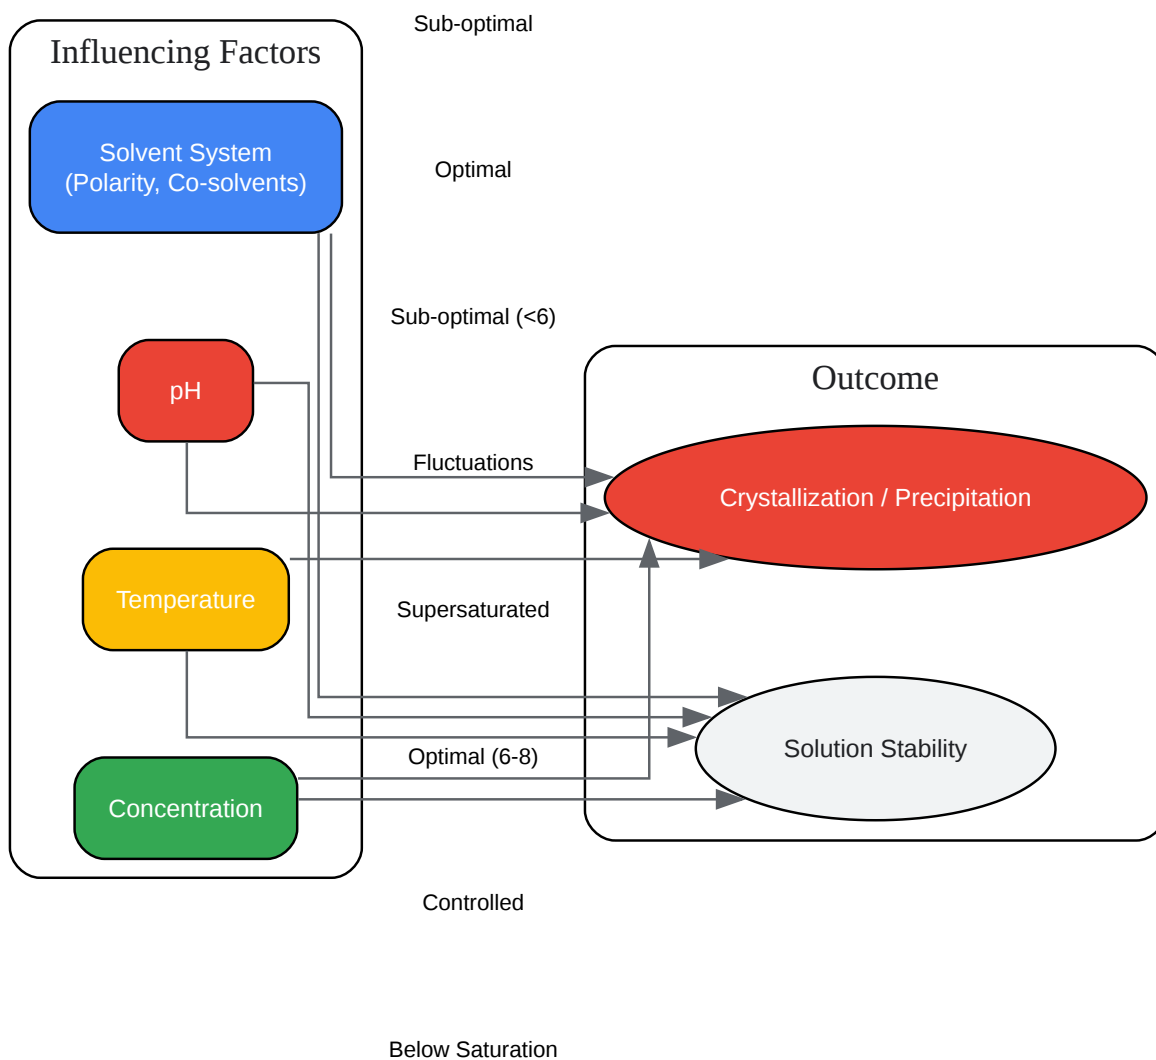 Influencing Factors
Solvent System
(Polarity, Co-solvents)
pH
Temperature
Concentration
Sub-optimal
Optimal
Sub-optimal (<6)
Fluctuations
Supersaturated
Optimal (6-8)
Controlled
Below Saturation
Outcome
Crystallization / Precipitation
Solution Stability